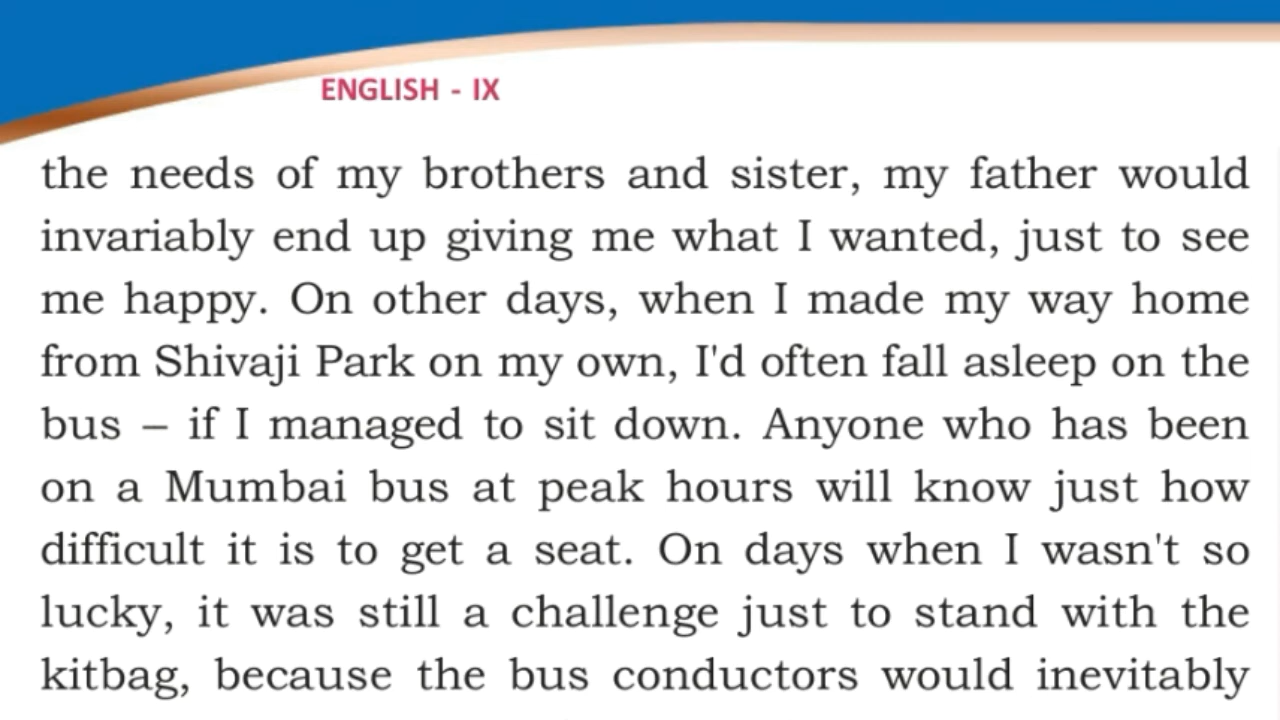 ENGLISH - IX
the needs of my brothers and sister, my father would
invariably end up giving me what I wanted, just to see
me happy. On other days, when I made my way home
from Shivaji Park on my own, I'd often fall asleep on the
bus – if I managed to sit down. Anyone who has been
on a Mumbai bus at peak hours will know just how
difficult it is to get a seat. On days when I wasn't so
lucky, it was still a challenge just to stand with the
kitbag, because the bus conductors would inevitably